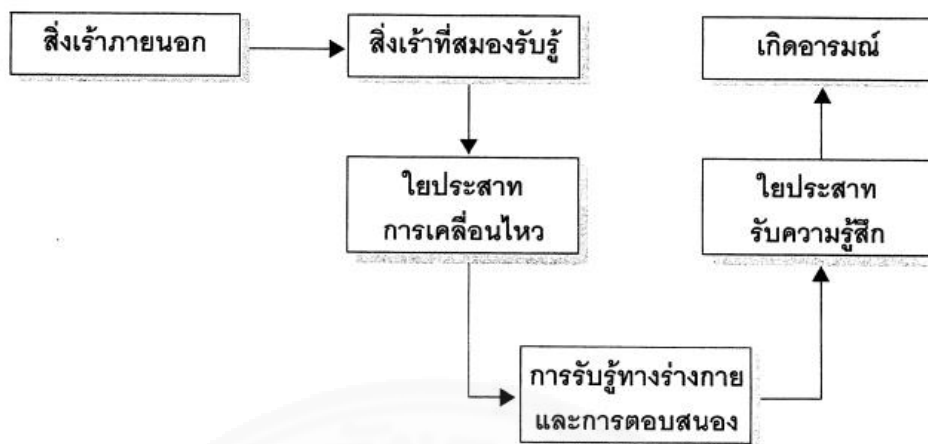 สิ่งเร้าภายนอก
สิ่งเร้าที่สมองรับรู้
เกิดอารมณ์
ใยประสาท
การเคลื่อนไหว
ใยประสาท
รับความรู้สึก
การรับรู้ทางร่างกาย
และการตอบสนอง